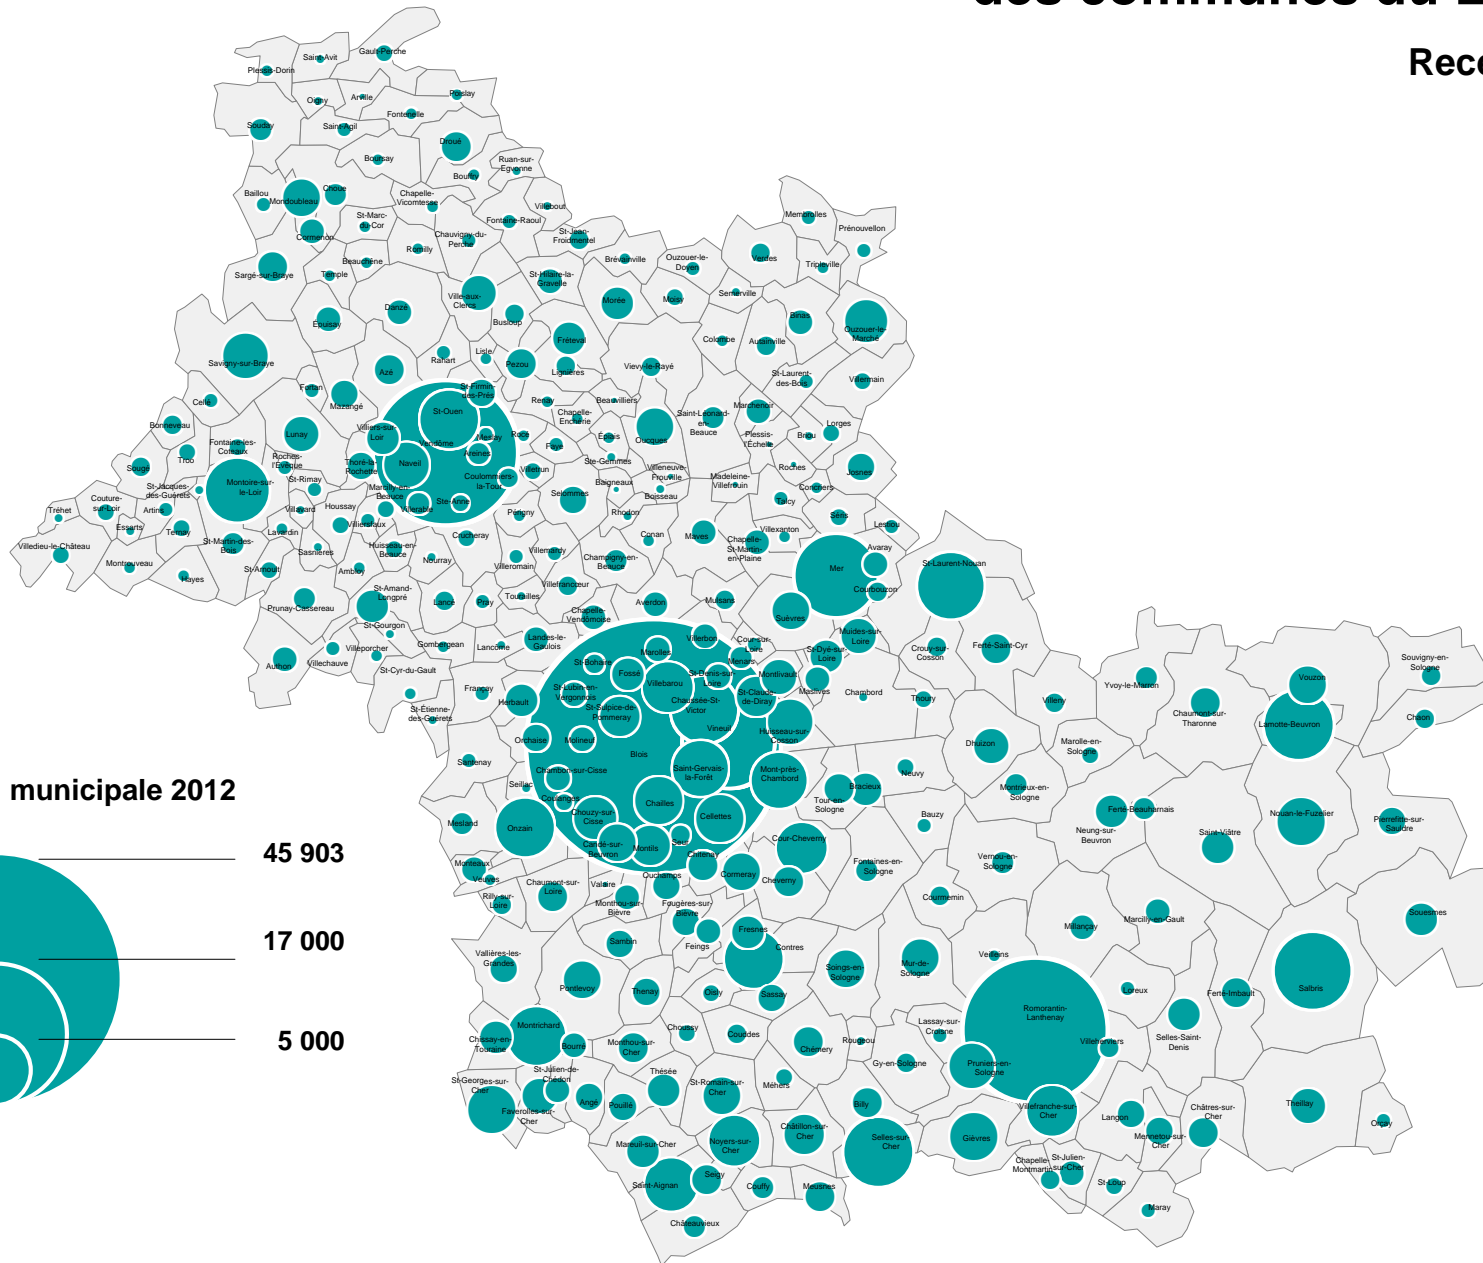 Rece
Gault-Perche
Saint-Avit
Plessis-Dorin
Oigny
Arville
Poislay
Fontenelle
Souday
Saint-Agil
Droué
Boursay
Ruan-sur-
Egvonne
Bouffry
Baillou
Mondoubleau
Choue
Chapelle-
Vicomtesse
Villebout
St-Marc-
du-Cor
Fontaine-Raoul
Cormenon
Chauvigny-du-
Perche
St-Jean-
Froidmentel
Romilly
Membrolles
Prénouvellon
Sargé-sur-Braye
Beauchêne
Temple
Brévainville
Ouzouer-le-
Doyen
Verdes
Tripleville
St-Hilaire-la-
Gravelle
Ville-aux-
Clercs
Morée
Moisy
Semerville
Danzé
Épuisay
Busloup
Binas
Ouzouer-le-
Marché
Fréteval
Colombe
Autainville
Savigny-sur-Braye
Azé
Rahart
Lisle
Pezou
Lignières
Vievy-le-Rayé
St-Laurent-
des-Bois
Villermain
Fortan
Mazangé
St-Firmin-
des-Prés
Celle
Renay
Beauvilliers
St-Ouen
Chapelle-
Enchérie
Saint-Léonard-
en-
Beauce
Marchenoir
Bonneveau
Lunay
Villiers-sur-
Loir
Vendôme
Meslay
Rocé
Épiais
Oucques
Plessis-
l'Échelle
Briou
Lorges
Fontaine-les-
Coteaux
Troo
Faye
Areines
Roches-
l'Évêque
Thoré-la-
Rochette
Naveil
Ste-Gemmes
Sougé
Villetrun
Villeneuve-
Frouville
Madeleine-
Villefrouin
Roches
Josnes
Montoire-sur-
le-Loir
St-Rimay
Coulommiers-
la-Tour
Baigneaux
Boisseau
Conchers
St-Jacques-
des-Guérets
Marcilly-en-
Beauce
Selommes
Talcy
Couture-
sur-Loir
Artins
Villavard
Houssay
Villerable
Ste-Anne
Périgny
Rhodon
Séris
Tréhet
Essarts
Ternay
Lavardin
Villiersfaux
Lestiou
Villedieu-le-Château
St-Martin-des-
Bois
Sasnières
Huisseau-en-
Beauce
Crucheray
Conan
Maves
Chapelle-
St-Martin-
en-Plaine
Villexanton
Avaray
Montrouveau
Hayes
St-Arnoult
Ambloy
Nourray
Villeromain
Villemardy
Champigny-en-
Beauce
Mer
St-Laurent-Nouan
Courbouzon
Prunay-Cassereau
St-Amand-
Longpré
Lancé
Pray
Tourailles
Villefrancœur
Averdon
Mulsans
Suèvres
St-Gourgon
Chapelle-
Vendômoise
Authon
Villechauve
Villeporcher
Gombergean
Lancôme
Landes-le-
Gaulois
Villerbon
Cour-sur-
Loire
Muides-sur-
Loire
Crouy-sur-
Cosson
Ferté-Saint-Cyr
Marolles
Menars
St-Dyé-sur-
Loire
St-Cyr-du-Gault
St-Bohaire
Fossé
St-Denis-sur-
Loire
Montlivault
Maslives
Chambord
Thoury
Villeny
Yvoy-le-Marron
Vouzon
Souvigny-en-
Sologne
Françay
Herbault
St-Lubin-en-
Vergonnois
Villebarou
St-Étienne-
des-Guérets
St-Sulpice-de-
Pommeray
Chaussée-St-
Victor
St-Claude-
de-Diray
Chaumont-sur-
Tharonne
Lamotte-Beuvron
Chaon
Orchaise
Molineuf
Vineuil
Huisseau-sur-
Cosson
Dhuizon
Marolle-en-
Sologne
Santenay
Blois
Chambon-sur-Cisse
Saint-Gervais-
la-Forêt
Mont-près-
Chambord
Neuvy
Seillac
Coulanges
Bracieux
Tour-en-
Sologne
Montrieux-en-
Sologne
municipale 2012
Chailles
Chouzy-sur-
Cisse
Cellettes
Bauzy
Ferté-Beauharnais
Neung-sur-
Beuvron
Saint-Viâtre
Nouan-le-Fuzelier
Pierrefitte-sur-
Sauldre
Mesland
Onzain
Candé-sur-
Beuvron
Montils
Seur
Cour-Cheverny
45 903
Chitenay
Monteaux
Veuves
Cormeray
Cheverny
Fontaines-en-
Sologne
Vernou-en-
Sologne
Rilly-sur-
Loire
Chaumont-sur-
Loire
Valaire
Ouchamps
Monthou-sur-
Bièvre
Fougères-sur-
Bièvre
Courmemin
Millançay
Marcilly-en-Gault
Souesmes
17 000
Sambin
Feings
Fresnes
Contres
Vallières-les-
Grandes
Soings-en-
Sologne
Mur-de-
Sologne
Veilleins
Pontlevoy
Thenay
Oisly
Sassay
Loreux
Ferté-Imbault
Salbris
Romorantin-
Lanthenay
5 000
Montrichard
Chissay-en-
Touraine
Bourré
Monthou-sur-
Cher
Choussy
Couddes
Chémery
Rougeou
Lassay-sur-
Croisne
Villeherviers
Selles-Saint-
Denis
Gy-en-Sologne
Pruniers-en-
Sologne
St-Georges-sur-
Cher
St-Julien-de-
Chédon
Thésée
St-Romain-sur-
Cher
Méhers
Faverolles-sur-
Cher
Angé
Pouillé
Billy
Villefranche-sur-
Cher
Langon
Châtres-sur-
Cher
Theillay
Orçay
Mareuil-sur-Cher
Noyers-sur-
Cher
Châtillon-sur-
Cher
Selles-sur-
Cher
Gièvres
Mennetou-sur-
Cher
Saint-Aignan
Seigy
Couffy
Meusnes
Chapelle-
Montmartin
St-Julien-
sur-Cher
St-Loup
Maray
Châteauvieux